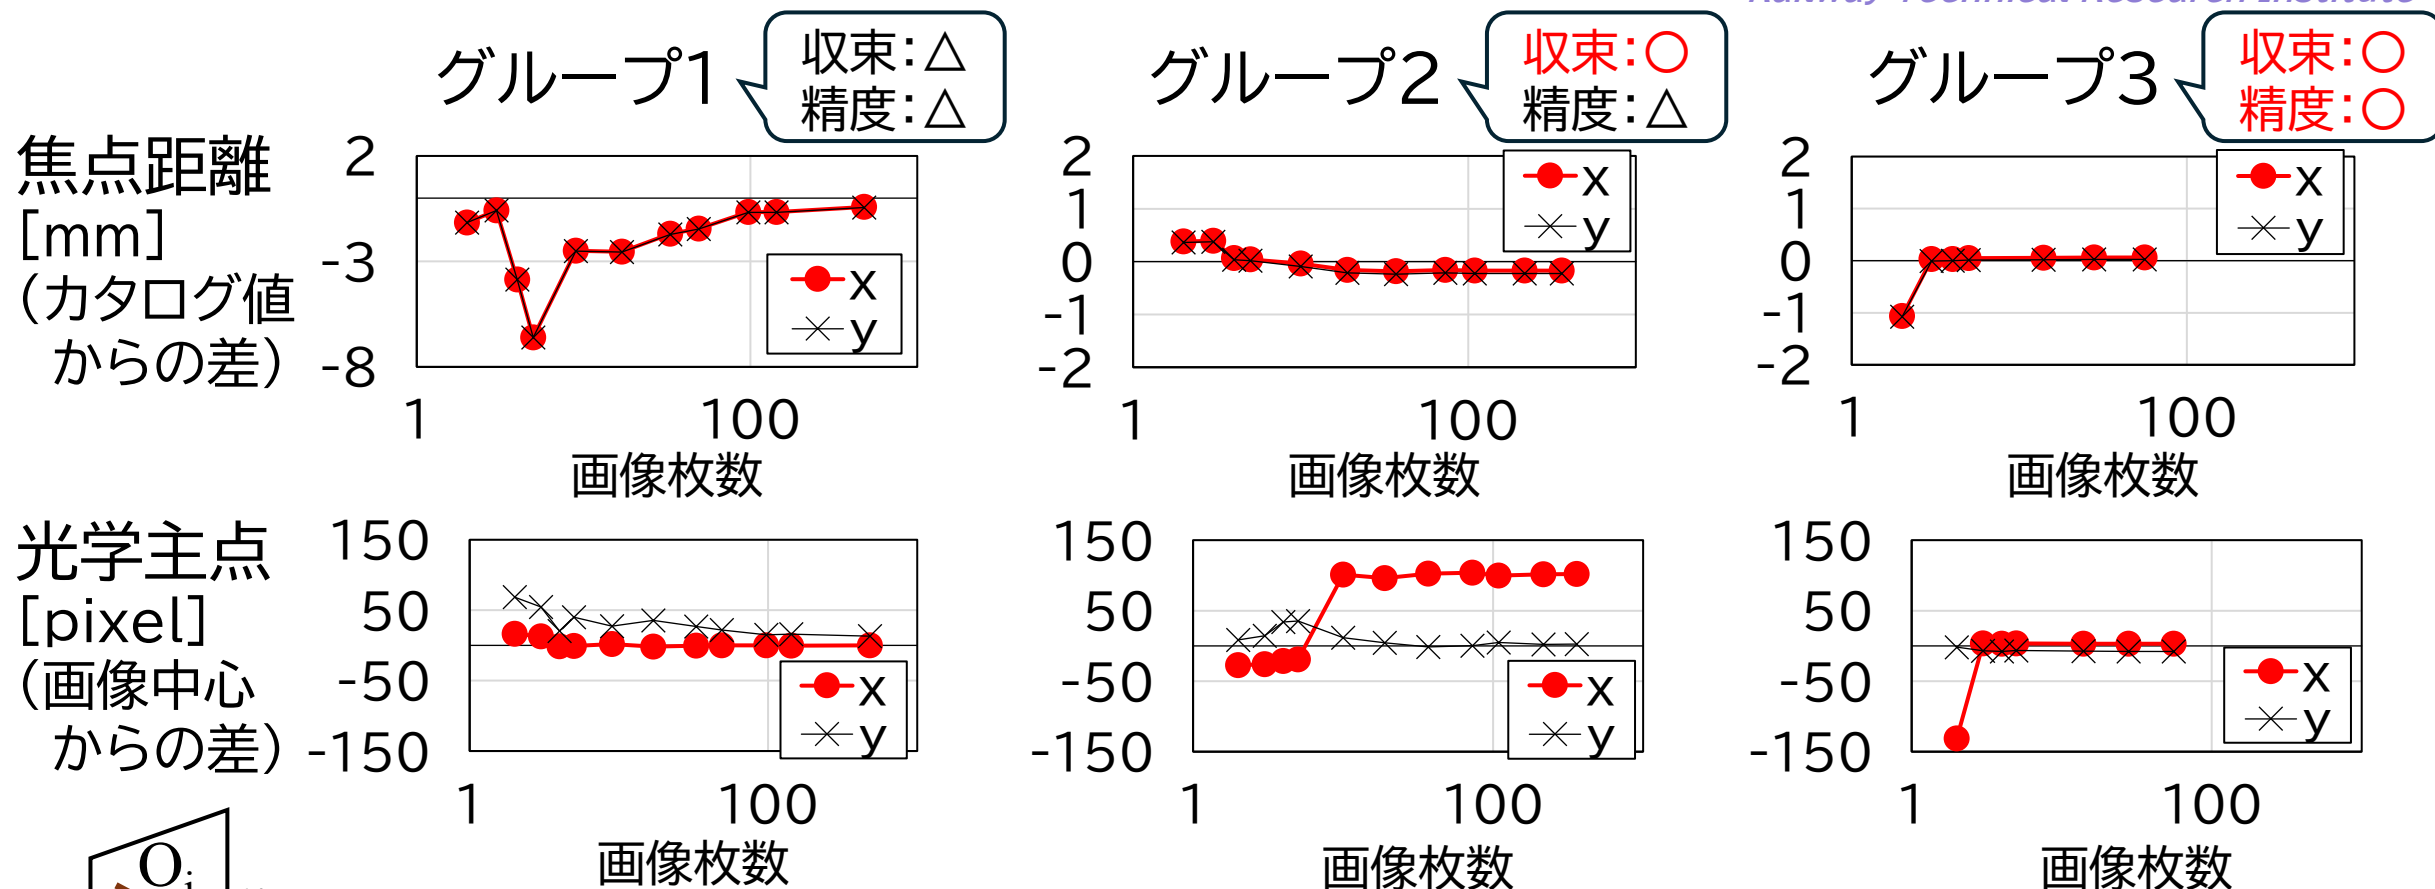 Railway Technical Research Institute
グループ1
収束：△
精度：△
グループ2
収束：○
精度：△
グループ3
収束：○
精度：○
焦点距離
[mm]
（カタログ値
からの差）
2
-3
-8
x
y
1
100
画像枚数
2
1
0
-1
-2
x
y
1
100
画像枚数
2
1
0
-1
-2
x
y
1
100
画像枚数
光学主点
[pixel]
（画像中心
からの差）
150
50
-50
-150
x
y
1
100
画像枚数
150
50
-50
-150
x
y
1
100
画像枚数
150
50
-50
-150
x
y
1
100
画像枚数
Oi